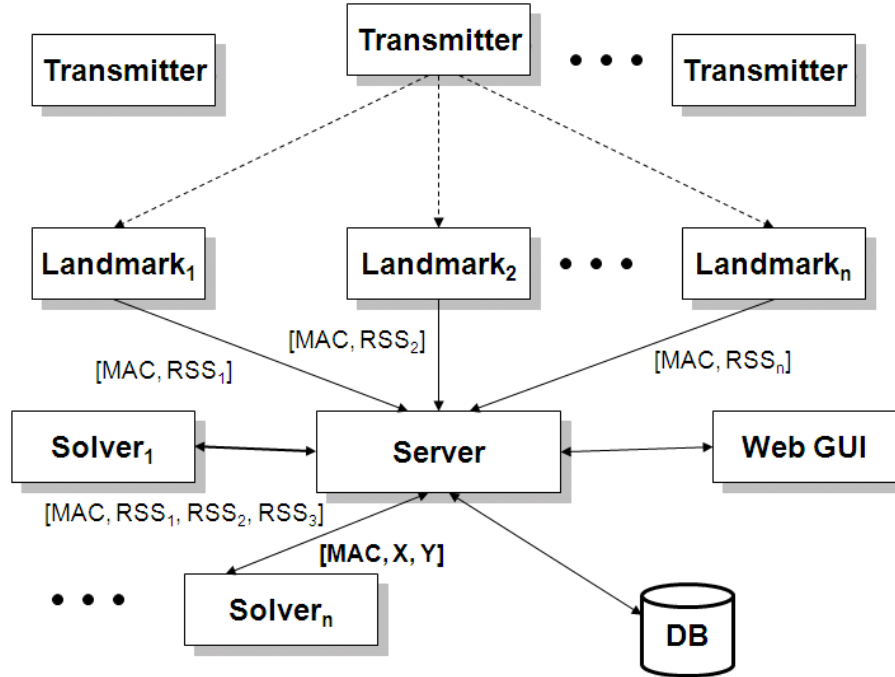 Transmitter
Transmitter
Transmitter
Landmark₁
Landmark₂
Landmarkₙ
[MAC, RSS₂]
[MAC, RSS₁]
[MAC, RSSₙ]
Solver₁
Server
Web GUI
[MAC, RSS₁, RSS₂, RSS₃]
[MAC, X, Y]
Solverₙ
DB